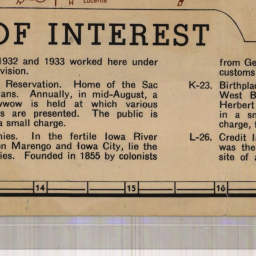 Lucerne
OF INTEREST
1932 and 1933 worked here under
vision.
Reservation. Home of the Sac
ans. Annually, in mid-August, a
wwow is held at which various
s are presented. The public is
a small charge.
nies. In the fertile Iowa River
n Marengo and Iowa City, lie the
ies. Founded in 1855 by colonists
from Ge
customs
K-23. Birthplac
West B
Herbert
in a sm
charge,
L-26. Credit I
was the
site of a
14 15 16